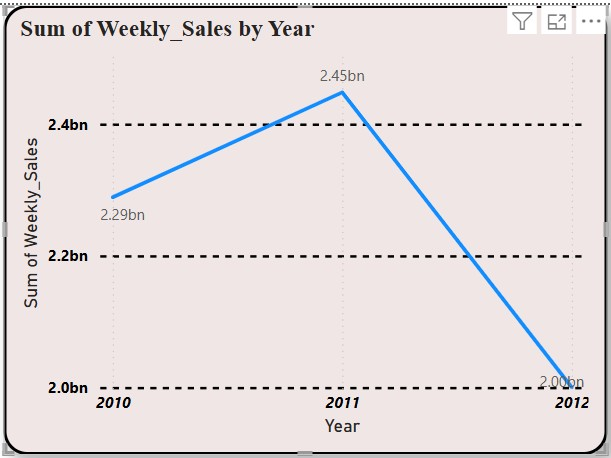 Sum of Weekly_Sales by Year
2.45bn
2.4bn
2.29bn
2.2bn
2.00bn
2.0bn
Sum of Weekly_Sales
2010
2011
2012
Year